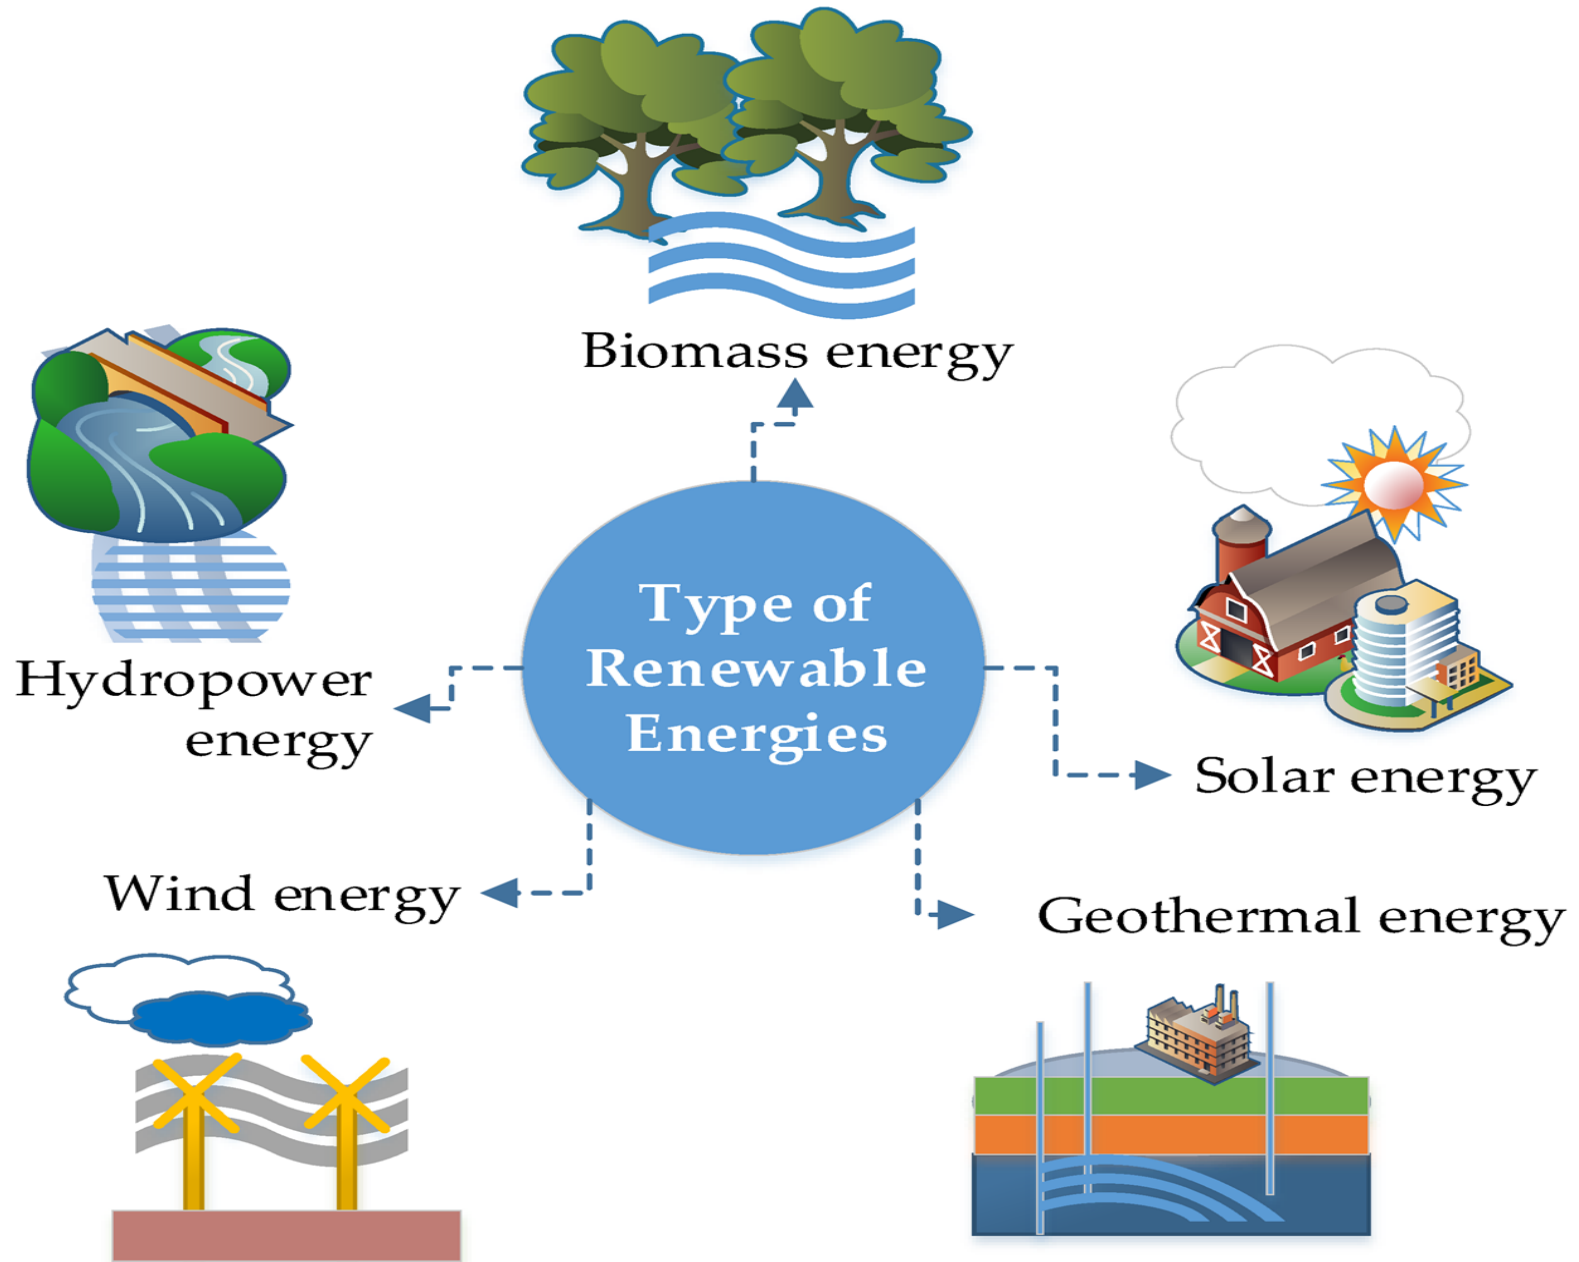 Biomass energy
Type of
Renewable
Energies
Hydropower
energy
Solar energy
Wind energy
Geothermal energy